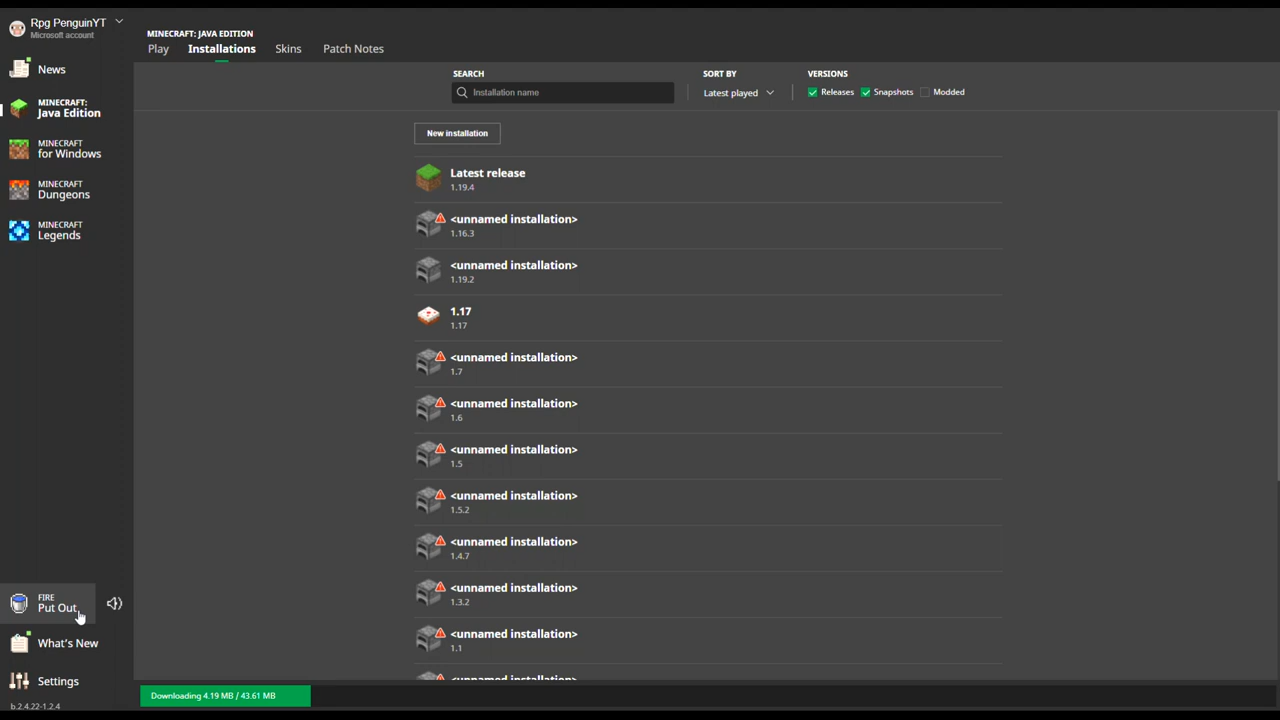 Rpg PenguinYT
Microsoft account
News
MINECRAFT:
Java Edition
MINECRAFT
for Windows
MINECRAFT
Dungeons
MINECRAFT
Legends
FIRE
Put Out
What's New
Settings
b.2.4.22-1.2.4
MINECRAFT: JAVA EDITION
Play Installations Skins Patch Notes
SEARCH SORT BY VERSIONS
Installation name Latest played Releases Snapshots Modded
New installation
Latest release
1.19.4
<unnamed installation>
1.16.3
<unnamed installation>
1.19.2
1.17
1.17
<unnamed installation>
1.7
<unnamed installation>
1.6
<unnamed installation>
1.5
<unnamed installation>
1.5.2
<unnamed installation>
1.4.7
<unnamed installation>
1.3.2
<unnamed installation>
1.1
<unnamed installation>
Downloading 4.19 MB / 43.61 MB